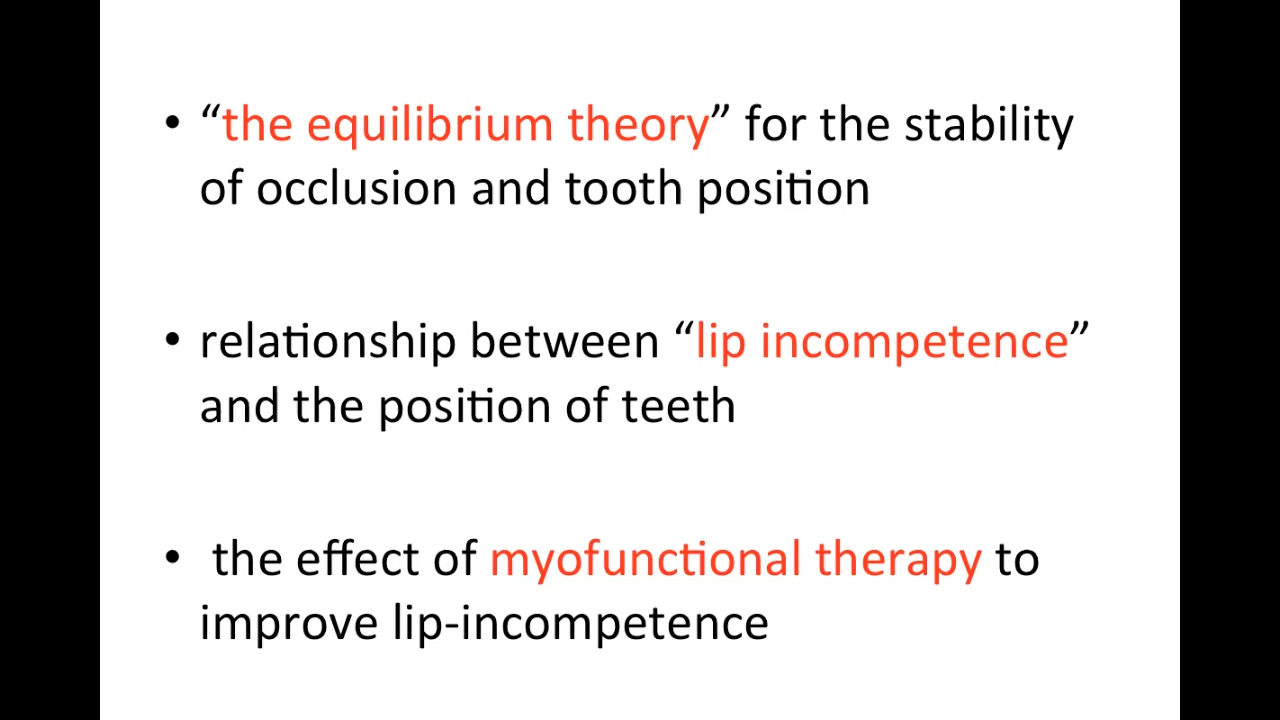 • “the equilibrium theory” for the stability
of occlusion and tooth position
• relationship between “lip incompetence”
and the position of teeth
• the effect of myofunctional therapy to
improve lip-incompetence